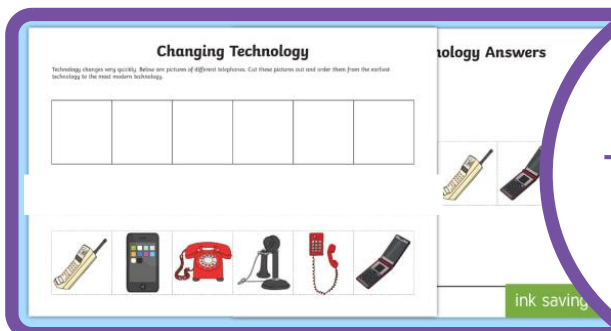 Changing Technology
Technology changes very quickly. Below are pictures of different telephones. Cut these pictures out and order them from the earliest
technology to the most modern technology.
nology Answers
ink saving